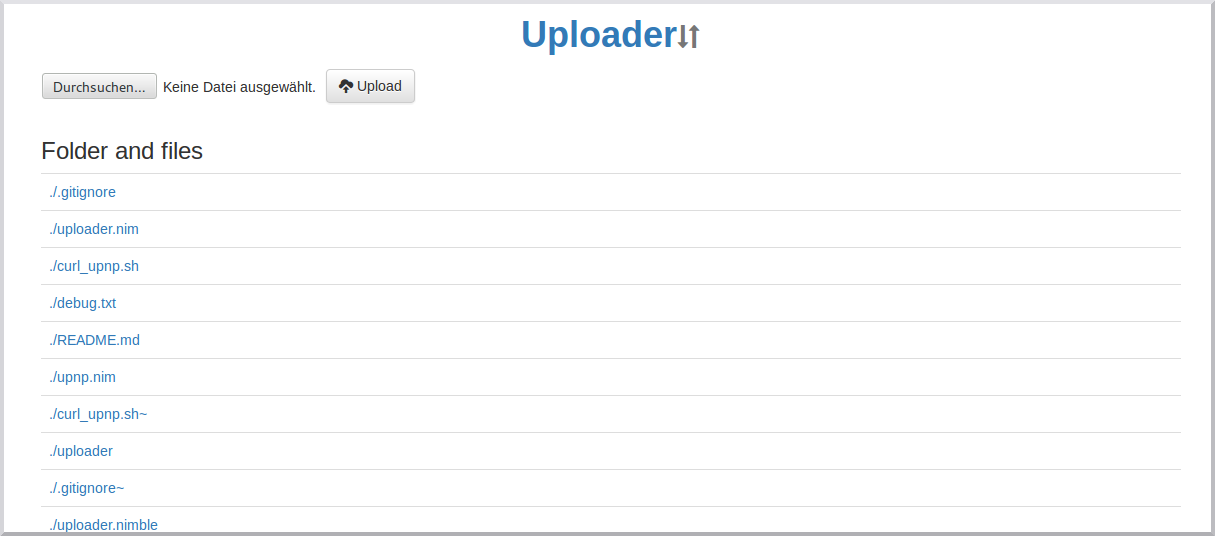 Uploader
Durchsuchen... Keine Datei ausgewählt. Upload
Folder and files
./.gitignore
./uploader.nim
./curl_upnp.sh
./debug.txt
./README.md
./upnp.nim
./curl_upnp.sh~
./uploader
./.gitignore~
./uploader.nimble